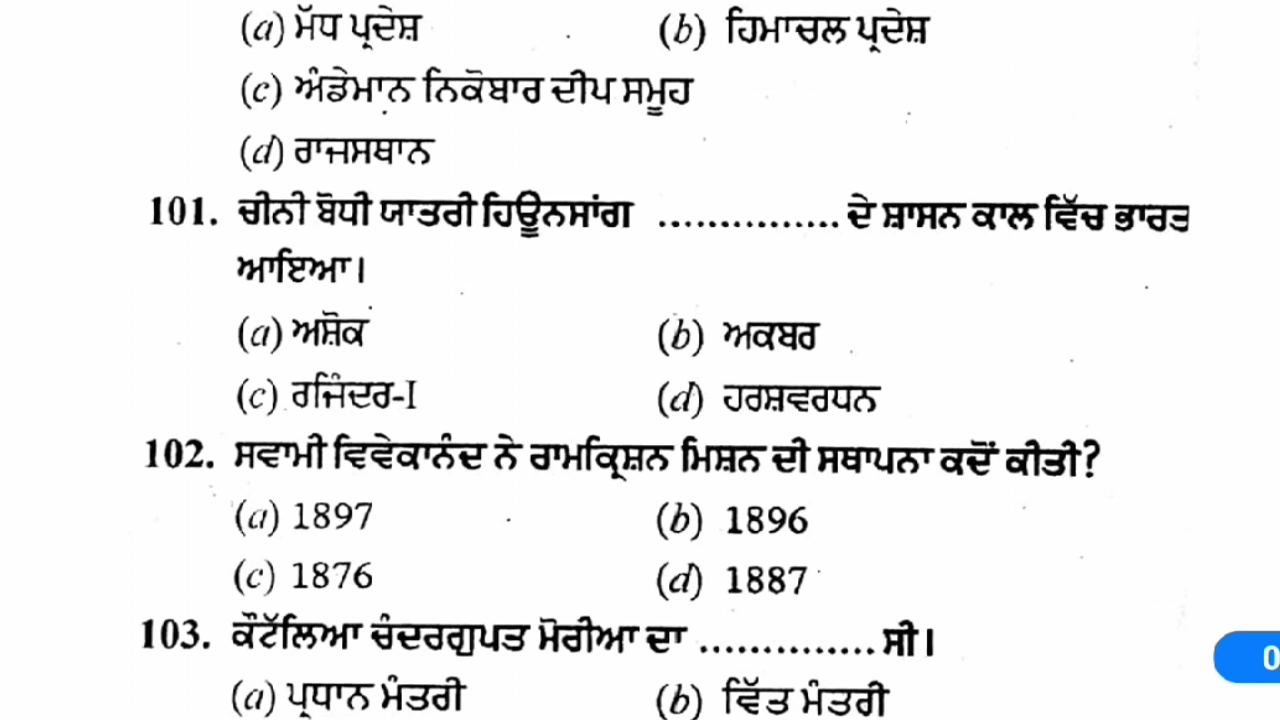 (a) ਮੱਧ ਪ੍ਰਦੇਸ਼ (b) ਹਿਮਾਚਲ ਪ੍ਰਦੇਸ਼
(c) ਅੰਡੇਮਾਨ ਨਿਕੋਬਾਰ ਦੀਪ ਸਮੂਹ
(d) ਰਾਜਸਥਾਨ
101. ਚੀਨੀ ਬੋਧੀ ਯਾਤਰੀ ਹਿਊਨਸਾਂਗ ............... ਦੇ ਸ਼ਾਸਨ ਕਾਲ ਵਿੱਚ ਭਾਰਤ
ਆਇਆ।
(a) ਅਸ਼ੋਕ (b) ਅਕਬਰ
(c) ਰਜਿੰਦਰ-I (d) ਹਰਸ਼ਵਰਧਨ
102. ਸਵਾਮੀ ਵਿਵੇਕਾਨੰਦ ਨੇ ਰਾਮਕ੍ਰਿਸ਼ਨ ਮਿਸ਼ਨ ਦੀ ਸਥਾਪਨਾ ਕਦੋਂ ਕੀਤੀ?
(a) 1897 (b) 1896
(c) 1876 (d) 1887
103. ਕੌਟੱਲਿਆ ਚੰਦਰਗੁਪਤ ਮੋਰੀਆ ਦਾ .............. ਸੀ।
(a) ਪ੍ਰਧਾਨ ਮੰਤਰੀ (b) ਵਿੱਤ ਮੰਤਰੀ
0